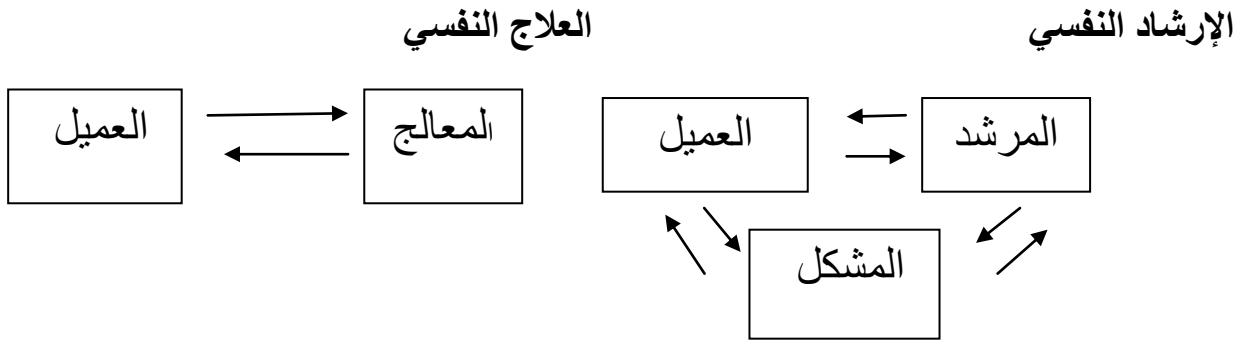 الإرشاد النفسي
العلاج النفسي
المرشد
العميل
المعالج
العميل
المشكل